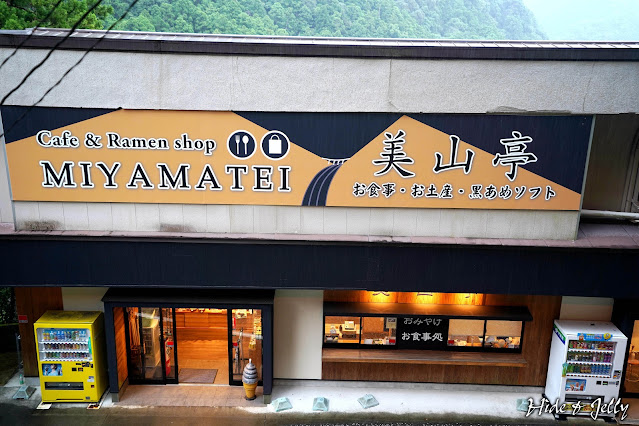 Cafe & Ramen shop
MIYAMATEI
美山亭
お食事・お土産・黒あめソフト
おみやげ
お食事処
Hide & Jelly